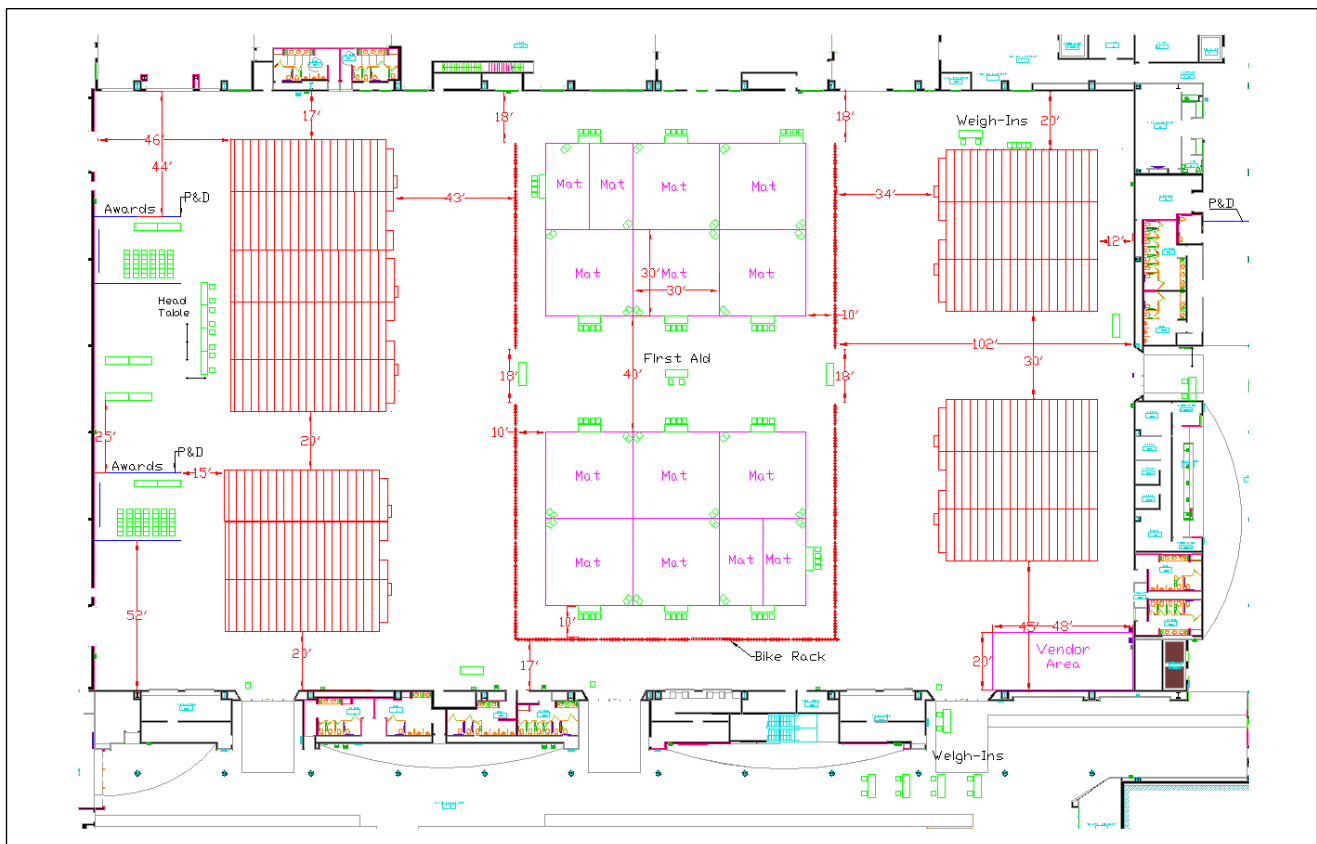 17'
18'
18'
20'
Weigh-Ins
46'
44'
P&D
Awards
43'
34'
12'
P&D
Mat
Mat
Mat
Mat
Mat
Mat
Mat
30'
30'
10'
Head
Table
First Aid
18'
40'
18'
102'
30'
25'
Awards
P&D
15'
20'
10'
Mat
Mat
Mat
Mat
Mat
Mat
Mat
52'
20'
10'
17'
Bike Rack
45'
48'
20'
Vendor
Area
Weigh-Ins